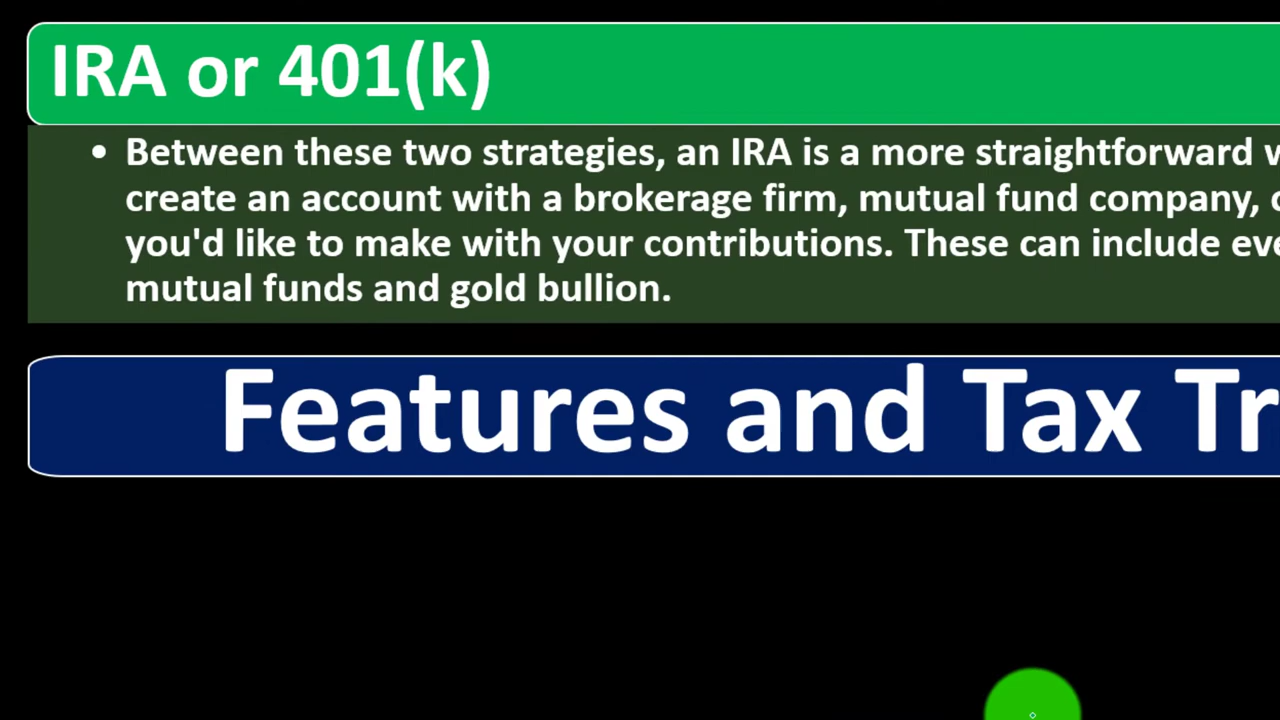 IRA or 401(k)
• Between these two strategies, an IRA is a more straightforward
create an account with a brokerage firm, mutual fund company,
you'd like to make with your contributions. These can include
mutual funds and gold bullion.
Features and Tax